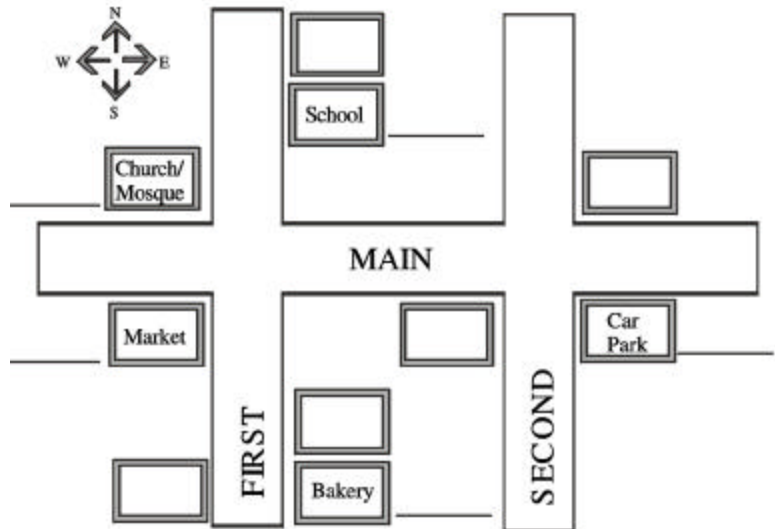 N
W E
S
School
Church/
Mosque
MAIN
Market
Car
Park
FIRST
SECOND
Bakery